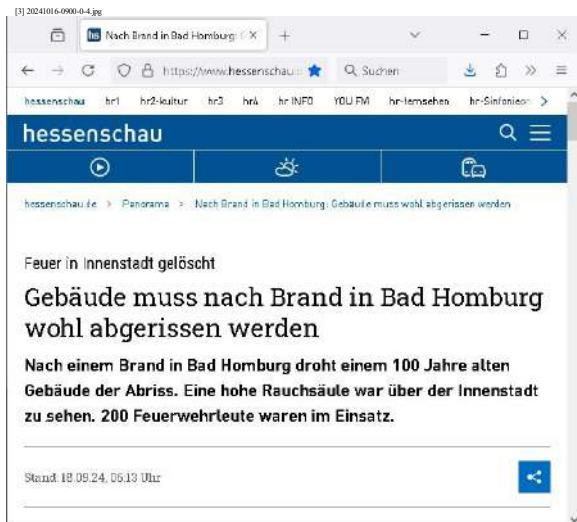 [3] 20241016-0900-0-4.jpg
hs Nach Brand in Bad Homburg: G
https://www.hessenschau. Suchen
hessenschau hr1 hr2-kultur hr3 hr4 hr INFO YOU FM hr-fernsehen hr-Sinfonieor
hessenschau
hessenschau.de > Panorama > Nach Brand in Bad Homburg: Gebäude muss wohl abgerissen werden
Feuer in Innenstadt gelöscht
Gebäude muss nach Brand in Bad Homburg
wohl abgerissen werden
Nach einem Brand in Bad Homburg droht einem 100 Jahre alten
Gebäude der Abriss. Eine hohe Rauchsäule war über der Innenstadt
zu sehen. 200 Feuerwehrleute waren im Einsatz.
Stand: 18.09.24, 06:13 Uhr